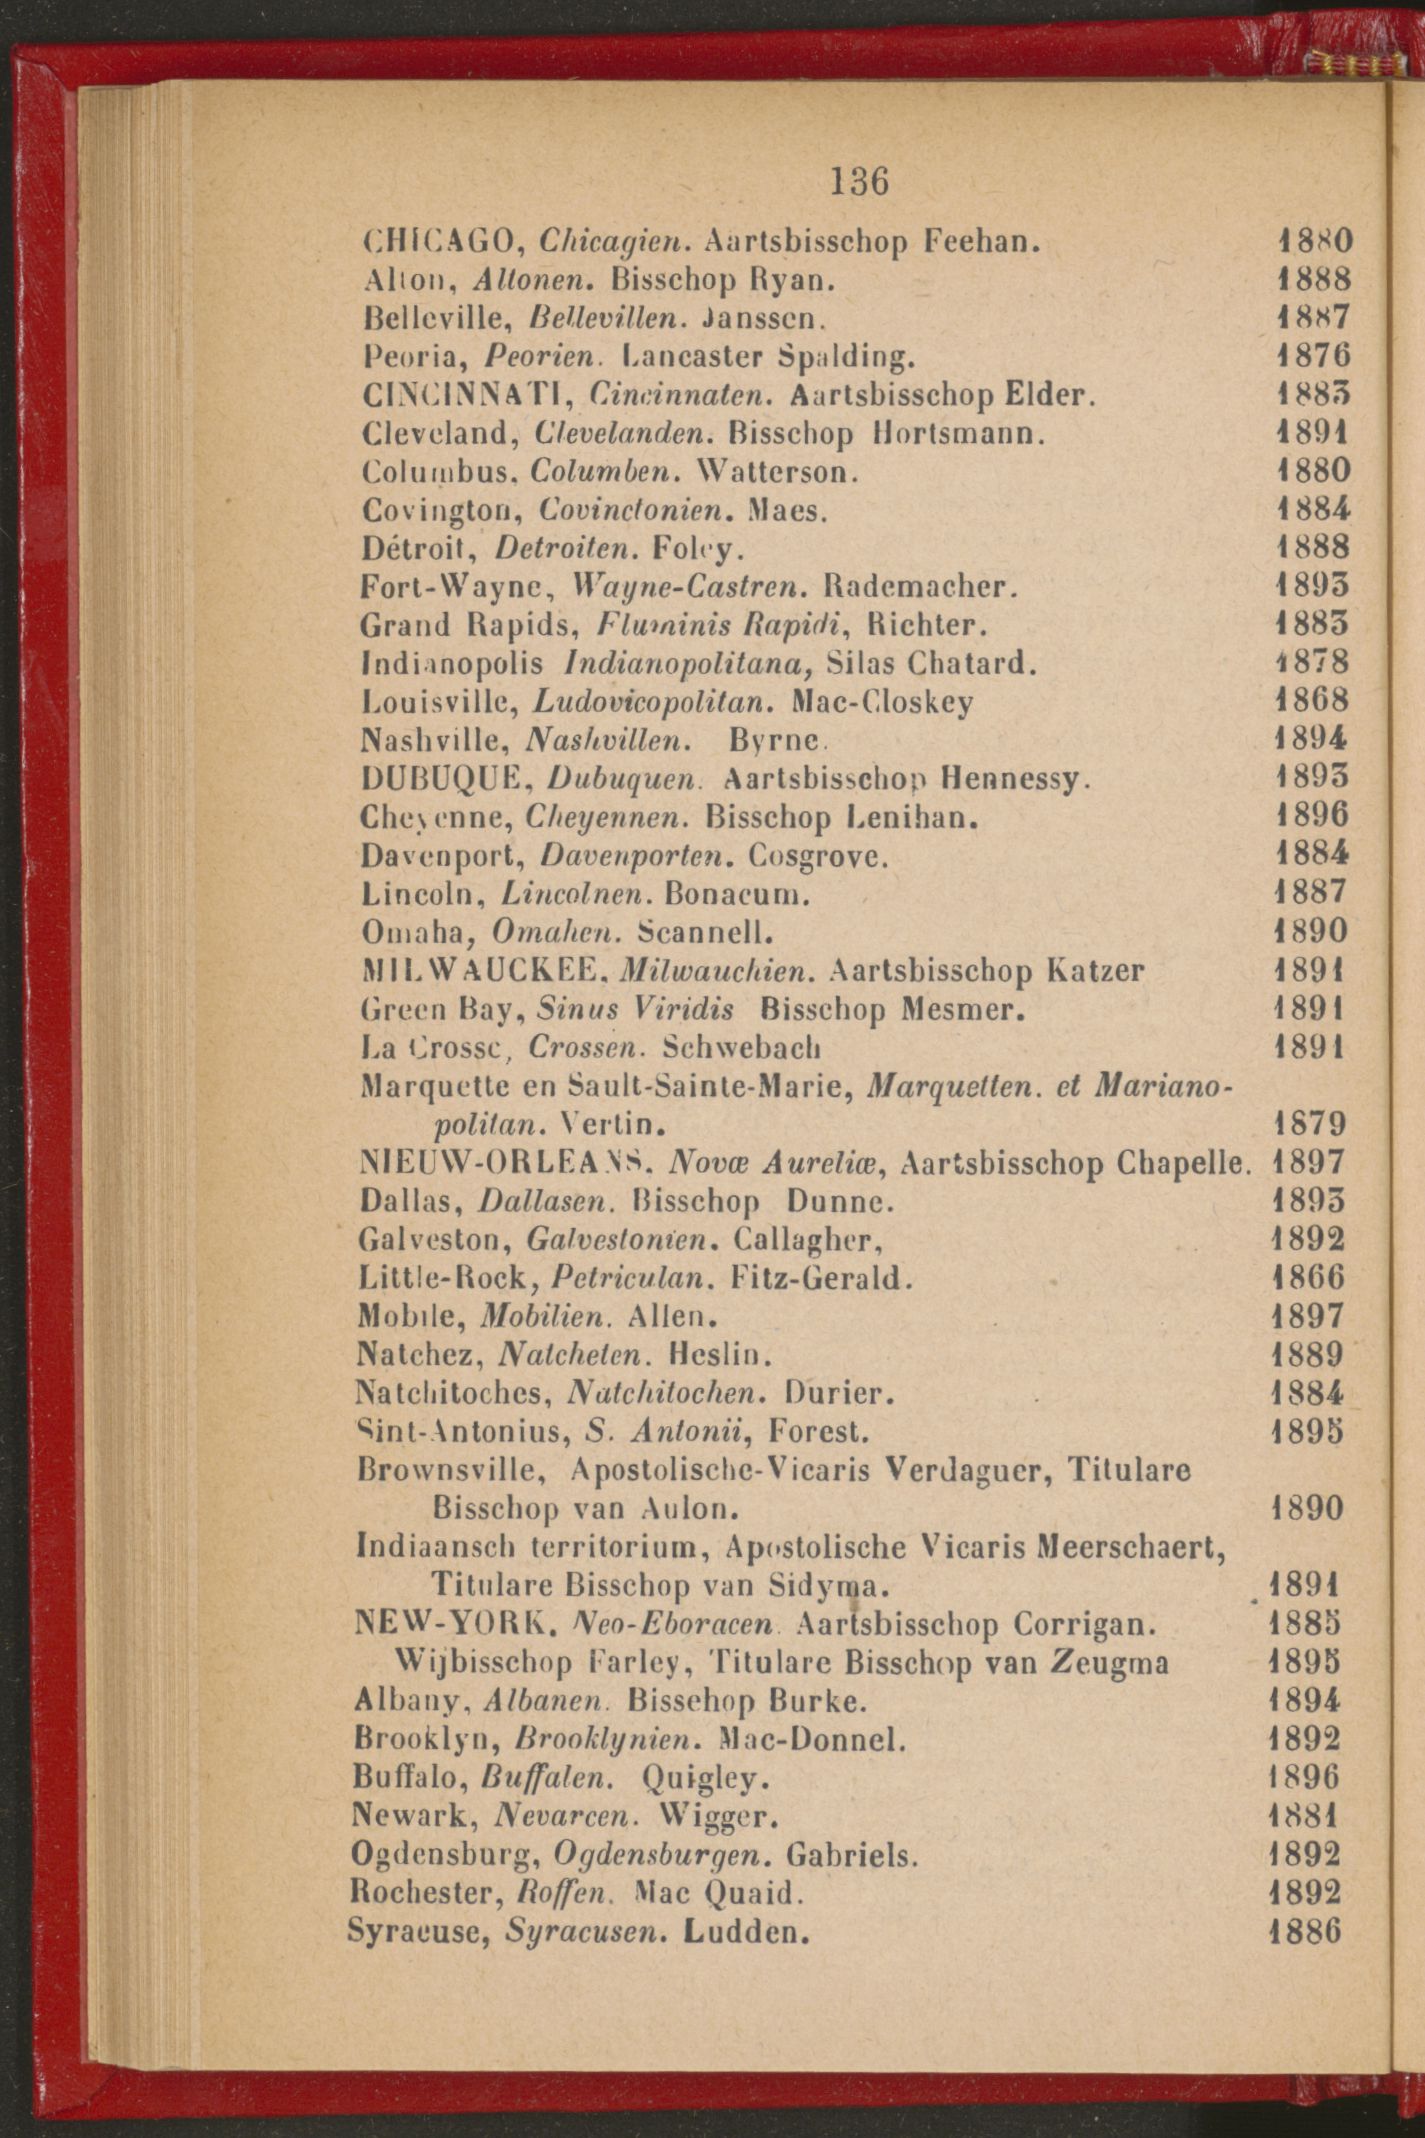 136
CHICAGO, Chicagien. Aartsbisschop Feehan. 1880
Alton, Altonen. Bisschop Ryan. 1888
Belleville, Bellevillen. Janssen. 1887
Peoria, Peorien. Lancaster Spalding. 1876
CINCINNATI, Cincinnaten. Aartsbisschop Elder. 1883
Cleveland, Clevelanden. Bisschop Hortsmann. 1891
Columbus, Columben. Watterson. 1880
Covington, Covinctonien. Maes. 1884
Détroit, Detroiten. Foley. 1888
Fort-Wayne, Wayne-Castren. Rademacher. 1893
Grand Rapids, Fluminis Rapidi, Richter. 1883
Indianopolis Indianopolitana, Silas Chatard. 1878
Louisville, Ludovicopolitan. Mac-Closkey 1868
Nashville, Nashvillen. Byrne. 1894
DUBUQUE, Dubuquen. Aartsbisschop Hennessy. 1893
Cheyenne, Cheyennen. Bisschop Lenihan. 1896
Davenport, Davenporten. Cosgrove. 1884
Lincoln, Lincolnen. Bonacum. 1887
Omaha, Omahen. Scannell. 1890
MILWAUCKEE, Milwauchien. Aartsbisschop Katzer 1891
Green Bay, Sinus Viridis Bisschop Mesmer. 1891
La Crosse, Crossen. Schwebach 1891
Marquette en Sault-Sainte-Marie, Marquetten. et Mariano-
politan. Vertin. 1879
NIEUW-ORLEANS. Novæ Aureliæ, Aartsbisschop Chapelle. 1897
Dallas, Dallasen. Bisschop Dunne. 1893
Galveston, Galvestonien. Callagher, 1892
Little-Rock, Petriculan. Fitz-Gerald. 1866
Mobile, Mobilien. Allen. 1897
Natchez, Natcheten. Heslin. 1889
Natchitoches, Natchitochen. Durier. 1884
Sint-Antonius, S. Antonii, Forest. 1895
Brownsville, Apostolische-Vicaris Verdaguer, Titulare
Bisschop van Aulon. 1890
Indiaansch territorium, Apostolische Vicaris Meerschaert,
Titulare Bisschop van Sidyma. 1891
NEW-YORK. Neo-Eboracen. Aartsbisschop Corrigan. 1885
Wijbisschop Farley, Titulare Bisschop van Zeugma 1895
Albany, Albanen. Bisschop Burke. 1894
Brooklyn, Brooklynien. Mac-Donnel. 1892
Buffalo, Buffalen. Quigley. 1896
Newark, Nevarcen. Wigger. 1881
Ogdensburg, Ogdensburgen. Gabriels. 1892
Rochester, Roffen. Mac Quaid. 1892
Syracuse, Syracusen. Ludden. 1886